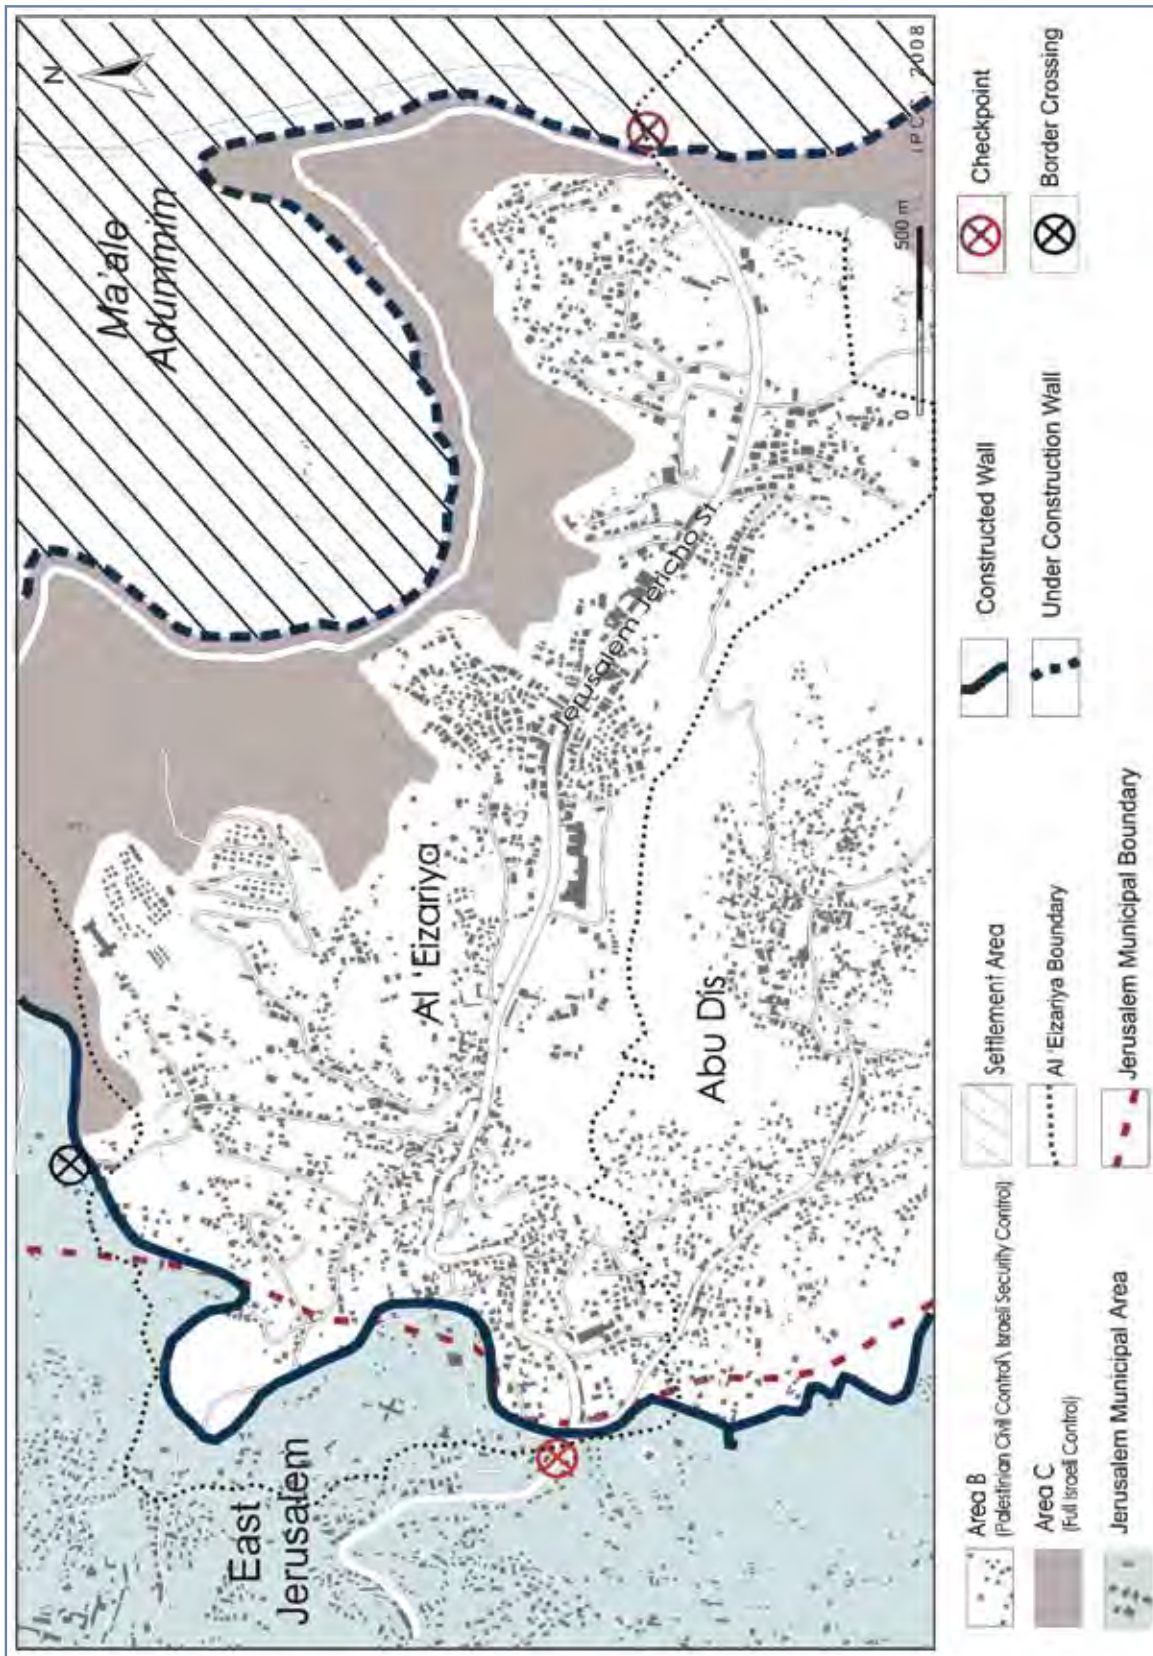 N
Ma'ale
Adummim
East
Jerusalem
Al 'Eizariya
Jerusalem Jericho St
Abu Dis
0
500 m
IPCC 2008
Area B
(Palestinian Civil Control\ Israeli Security Control)
Area C
(Full Israeli Control)
Jerusalem Municipal Area
Settlement Area
Al 'Eizariya Boundary
Jerusalem Municipal Boundary
Constructed Wall
Under Construction Wall
Checkpoint
Border Crossing